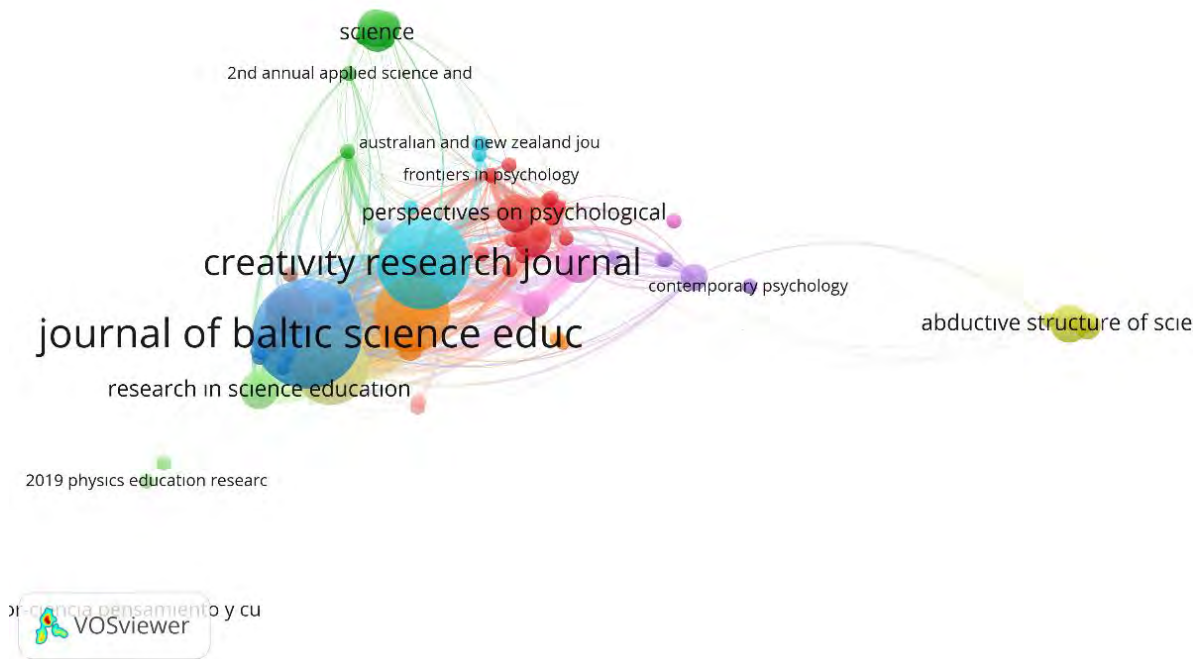 science
2nd annual applied science and
australian and new zealand jou
frontiers in psychology
perspectives on psychological
creativity research journal
contemporary psychology
abductive structure of scie
journal of baltic science educ
research in science education
2019 physics education researc
or-ciencia pensamiento y cu
VOSviewer